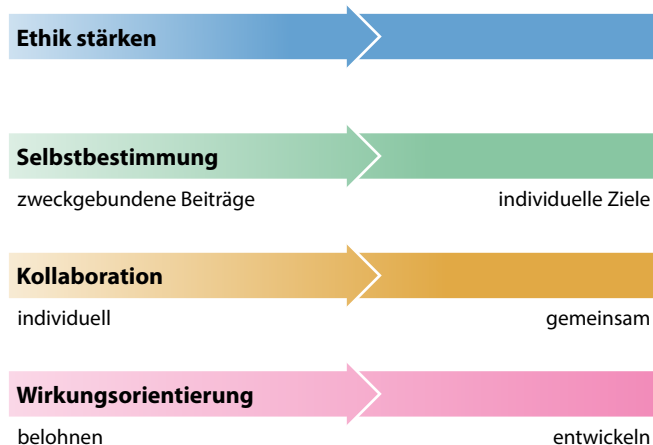 Ethik stärken
Selbstbestimmung
zweckgebundene Beiträge individuelle Ziele
Kollaboration
individuell gemeinsam
Wirkungsorientierung
belohnen entwickeln